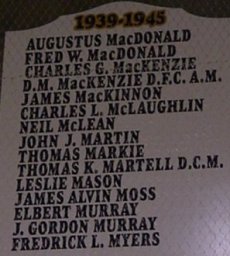 1939-1945
AUGUSTUS MacDONALD
FRED W. MacDONALD
CHARLES G. MacKENZIE
D.M. MacKENZIE D.F.C. A.M.
JAMES MacKINNON
CHARLES L. McLAUGHLIN
NEIL McLEAN
JOHN J. MARTIN
THOMAS MARKIE
THOMAS K. MARTELL D.C.M.
LESLIE MASON
JAMES ALVIN MOSS
ELBERT MURRAY
J. GORDON MURRAY
FREDRICK L. MYERS